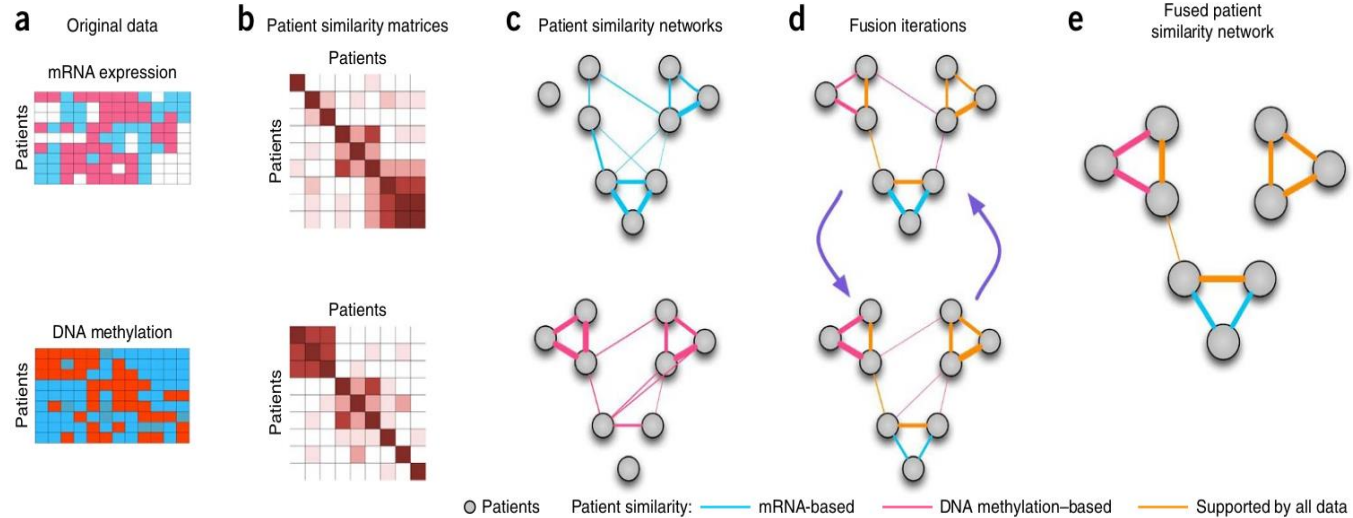 a Original data
b Patient similarity matrices
c Patient similarity networks
d Fusion iterations
e Fused patient
similarity network
mRNA expression
Patients
Patients
Patients
DNA methylation
Patients
Patients
Patients
Patients Patient similarity: mRNA-based DNA methylation–based Supported by all data